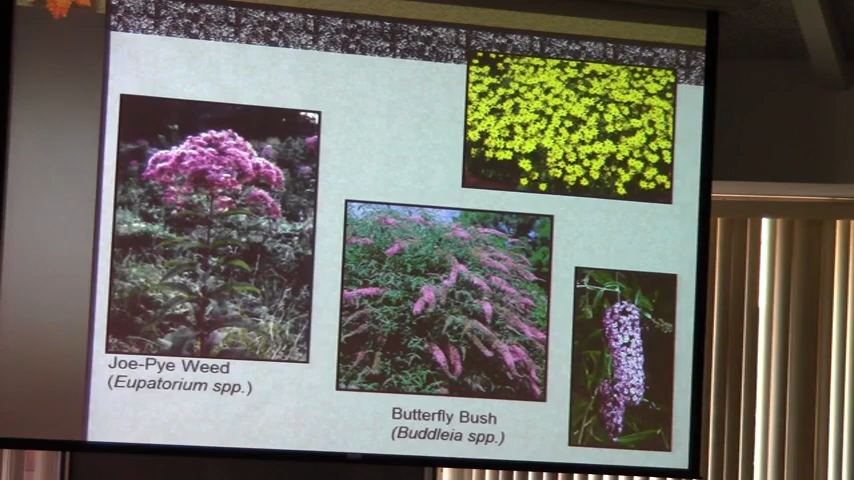 Joe-Pye Weed
(Eupatorium spp.)
Butterfly Bush
(Buddleia spp.)